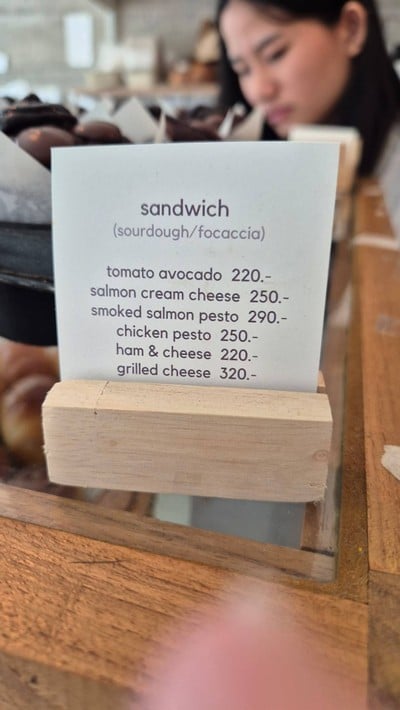 sandwich
(sourdough/focaccia)
tomato avocado 220.-
salmon cream cheese 250.-
smoked salmon pesto 290.-
chicken pesto 250.-
ham & cheese 220.-
grilled cheese 320.-